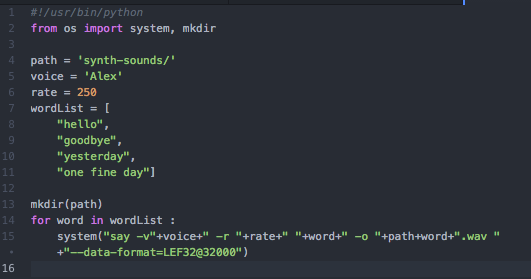 1 #!/usr/bin/python
2 from os import system, mkdir
3
4 path = 'synth-sounds/'
5 voice = 'Alex'
6 rate = 250
7 wordList = [
8     "hello",
9     "goodbye",
10     "yesterday",
11     "one fine day"]
12
13 mkdir(path)
14 for word in wordList :
15     system("say -v"+voice+" -r "+rate+" "+word+" -o "+path+word+".wav "
•     +"--data-format=LEF32@32000")
16